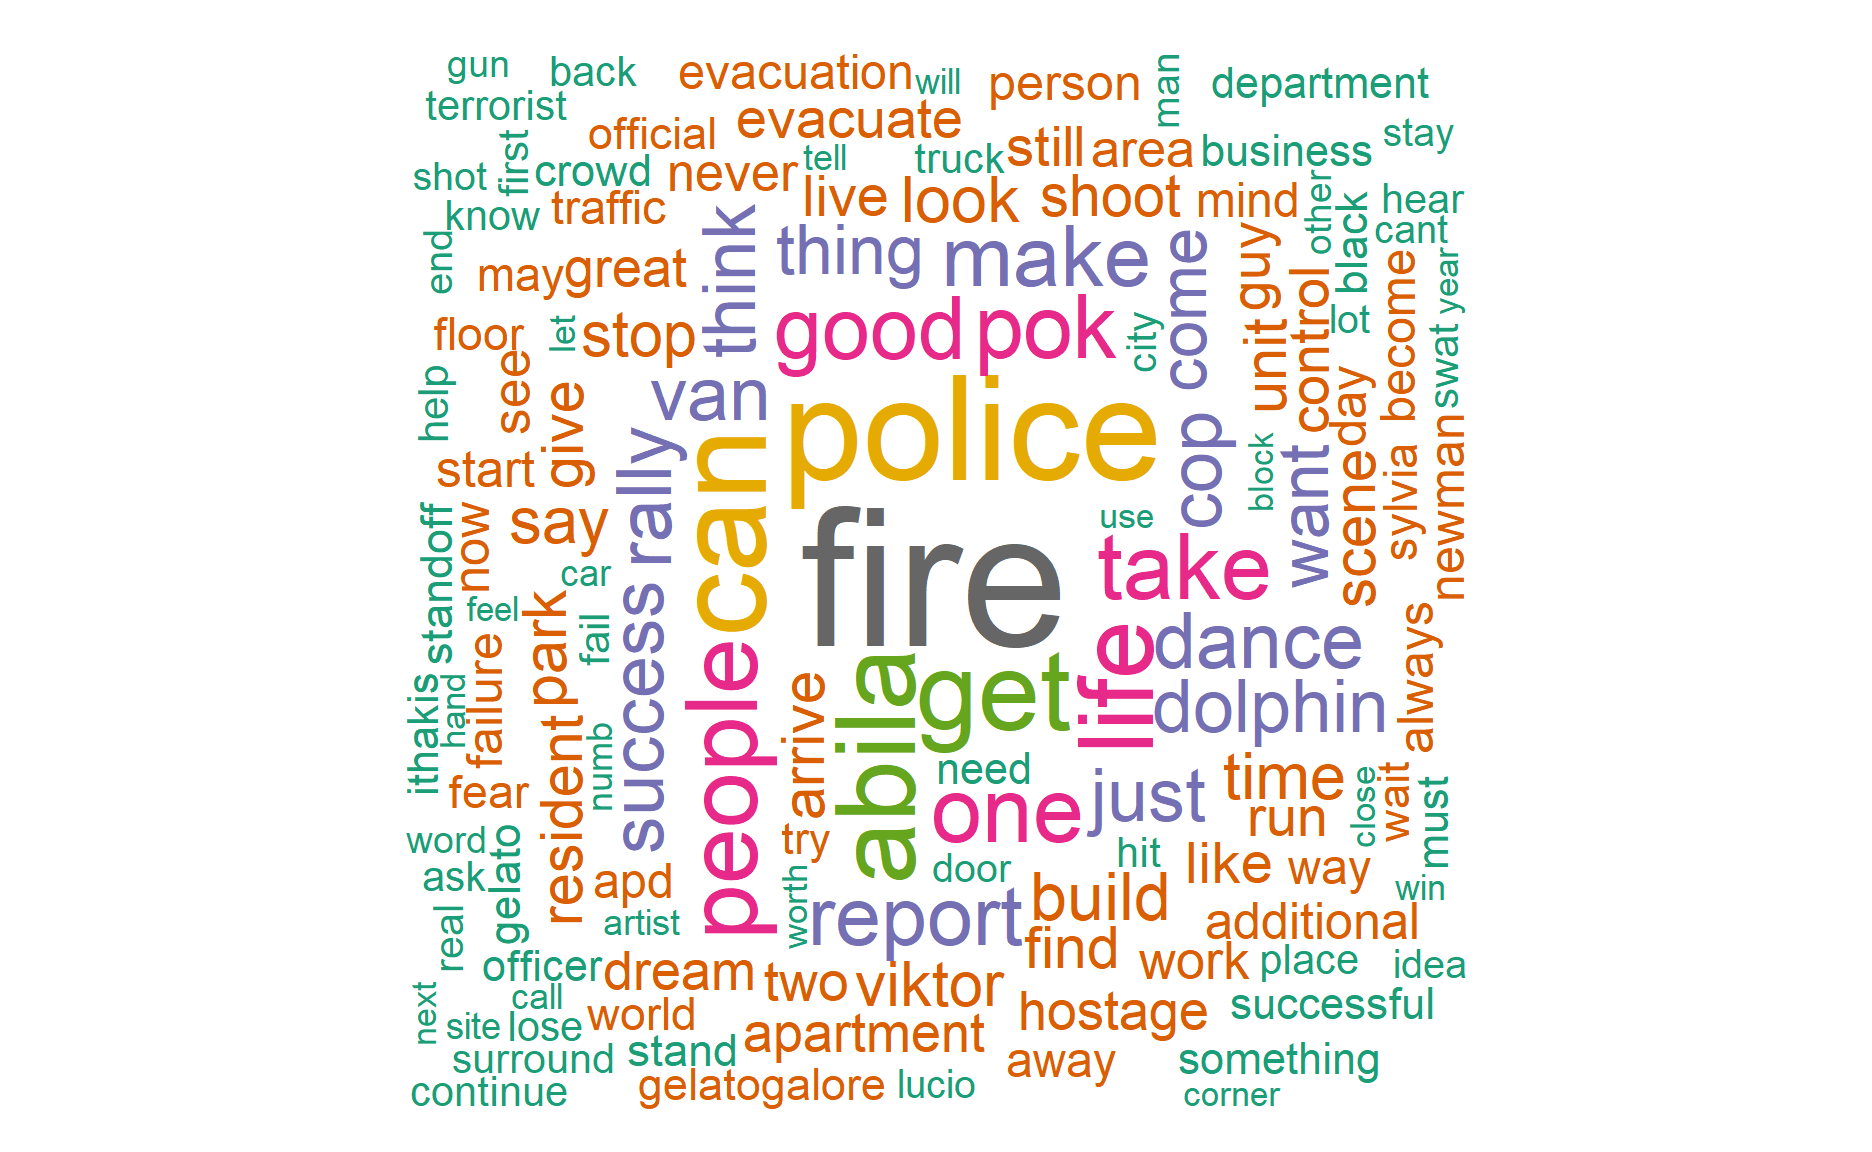 gun
back
evacuation
will
person
man
department
terrorist
official
evacuate
stay
first
crowd
never
tell
truck
still
area
business
shot
know
traffic
live
look
shoot
mind
other
black
hear
cant
end
may
great
think
thing
make
come
guy
control
year
floor
let
stop
good
pok
city
unit
lot
become
swat
help
see
give
van
police
cop
day
start
rally
can
block
want
scene
sylvia
newman
standoff
now
say
fire
use
take
car
feel
park
fail
success
people
abila
get
life
dance
dolphin
always
ithakis
hand
failure
resident
numb
arrive
need
one
just
time
run
close
wait
must
fear
word
ask
gelato
apd
try
worth
door
hit
like
way
win
real
artist
report
build
additional
find
officer
dream
two
viktor
work
place
idea
next
call
site
lose
world
hostage
successful
surround
stand
apartment
away
something
continue
gelatogalore
lucio
corner